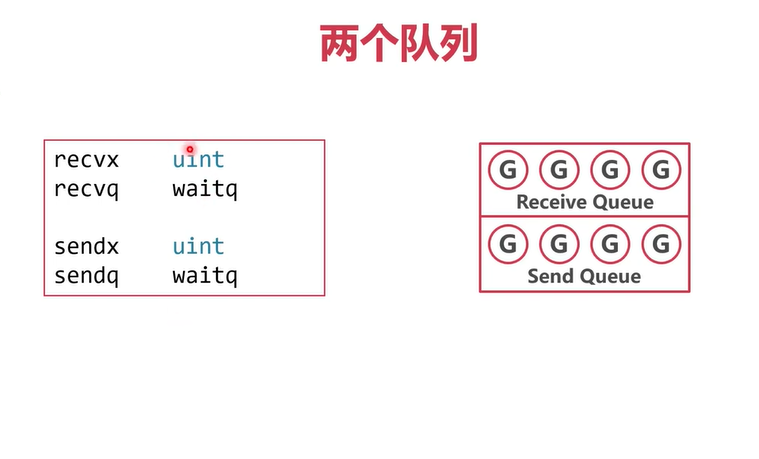 两个队列
recvx uint
recvq waitq
sendx uint
sendq waitq
G G G G
Receive Queue
G G G G
Send Queue